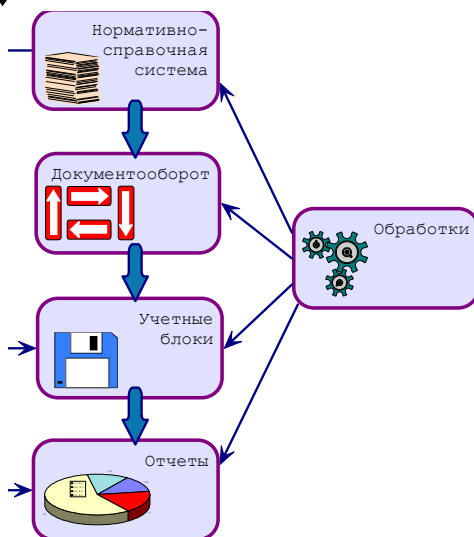 Нормативно-
справочная
система
Документооборот
Обработки
Учетные
блоки
Отчеты